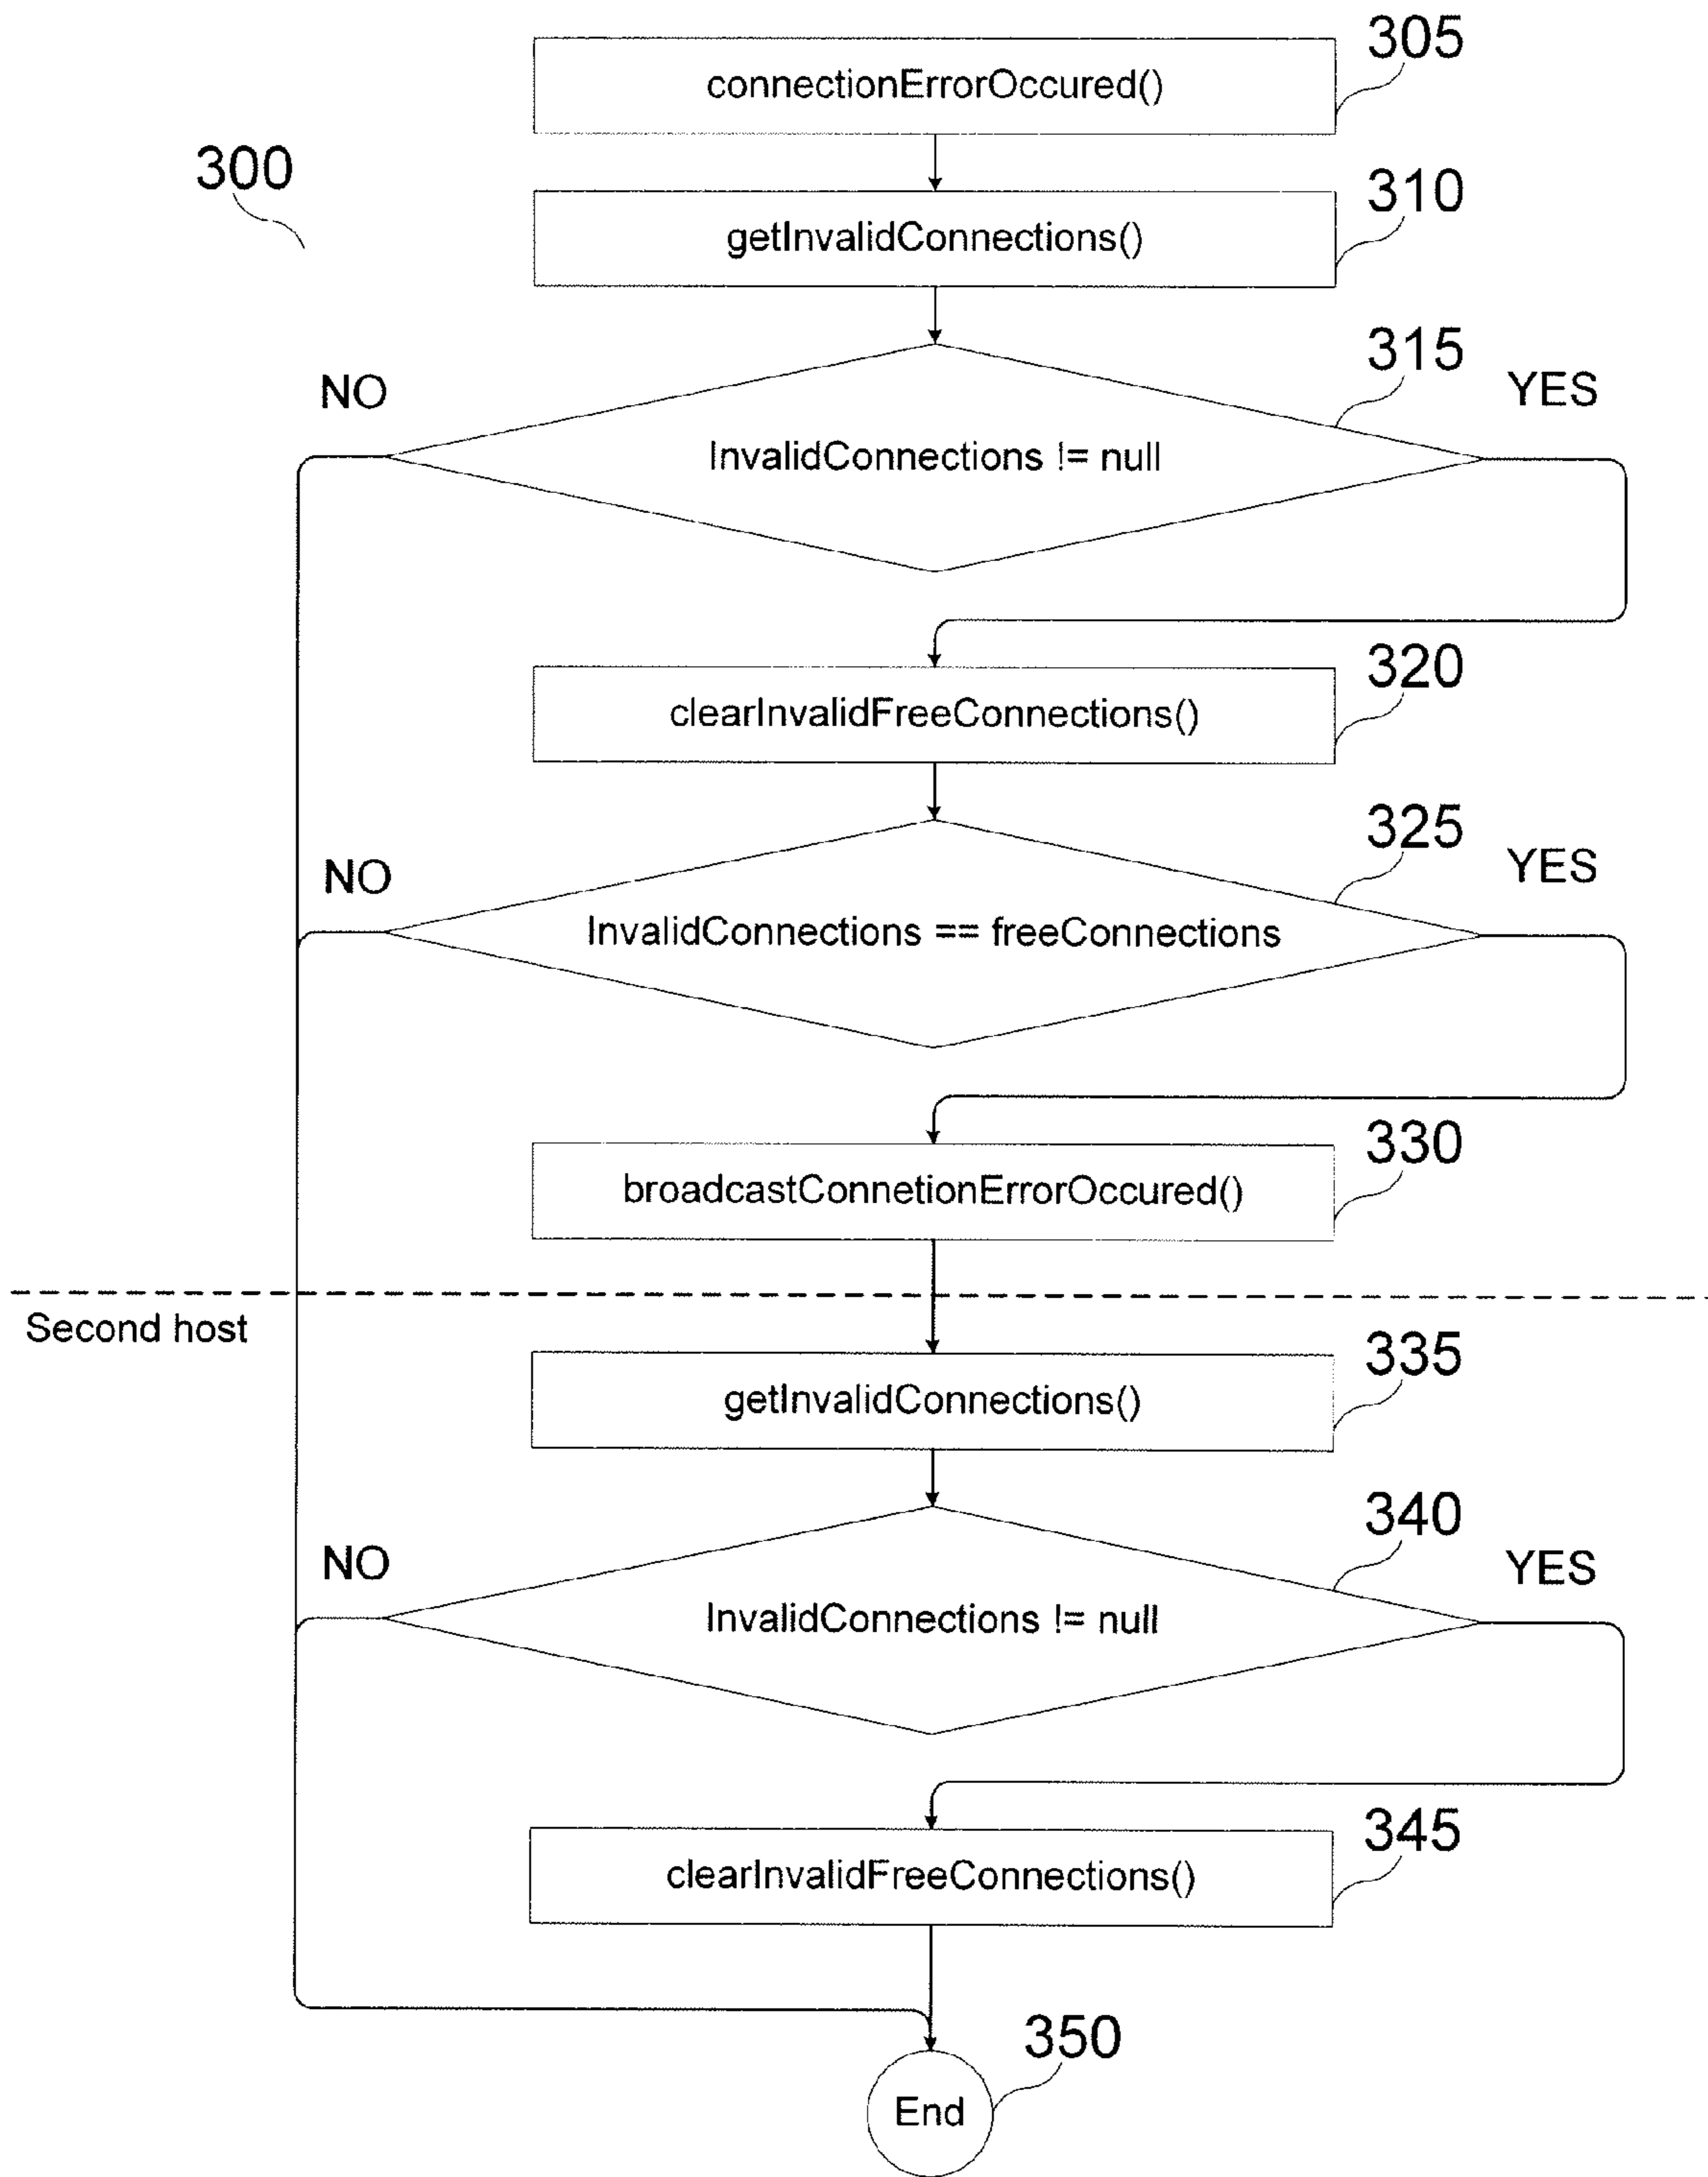 305
connectionErrorOccured()
300
310
getInvalidConnections()
315
NO
YES
InvalidConnections != null
320
clearInvalidFreeConnections()
325
NO
YES
InvalidConnections == freeConnections
330
broadcastConnetionErrorOccured()
Second host
335
getInvalidConnections()
340
NO
YES
InvalidConnections != null
345
clearInvalidFreeConnections()
350
End